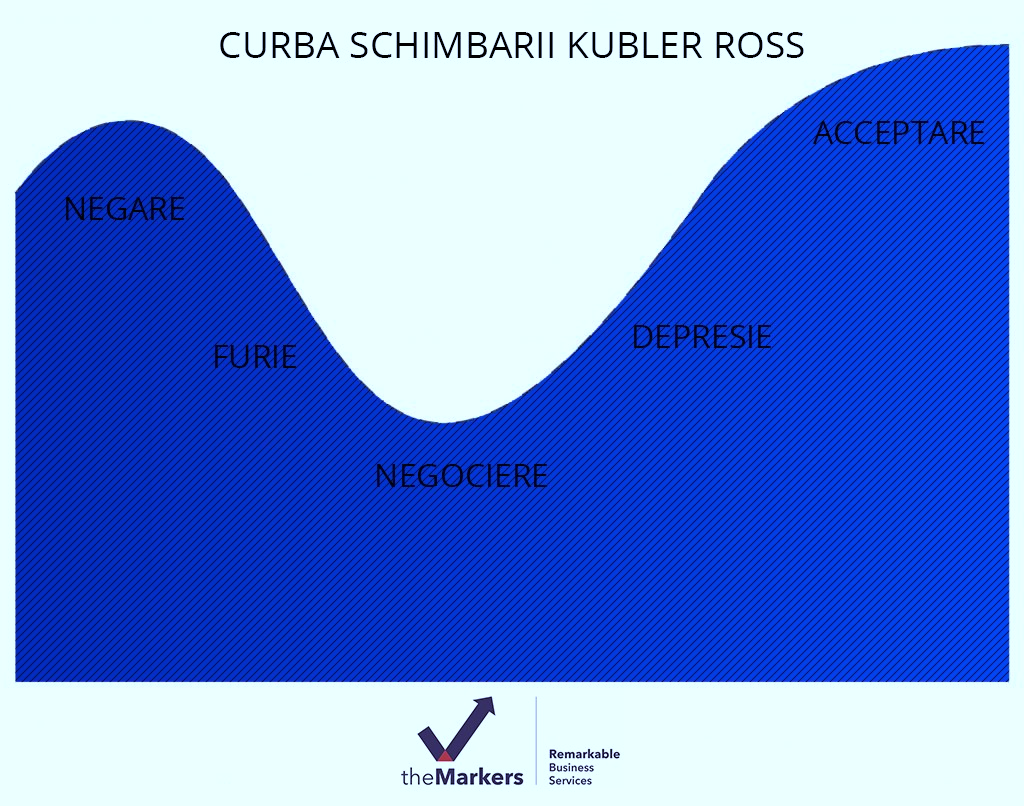 CURBA SCHIMBARII KUBLER ROSS
NEGARE
FURIE
NEGOCIERE
DEPRESIE
ACCEPTARE
theMarkers
Remarkable
Business
Services